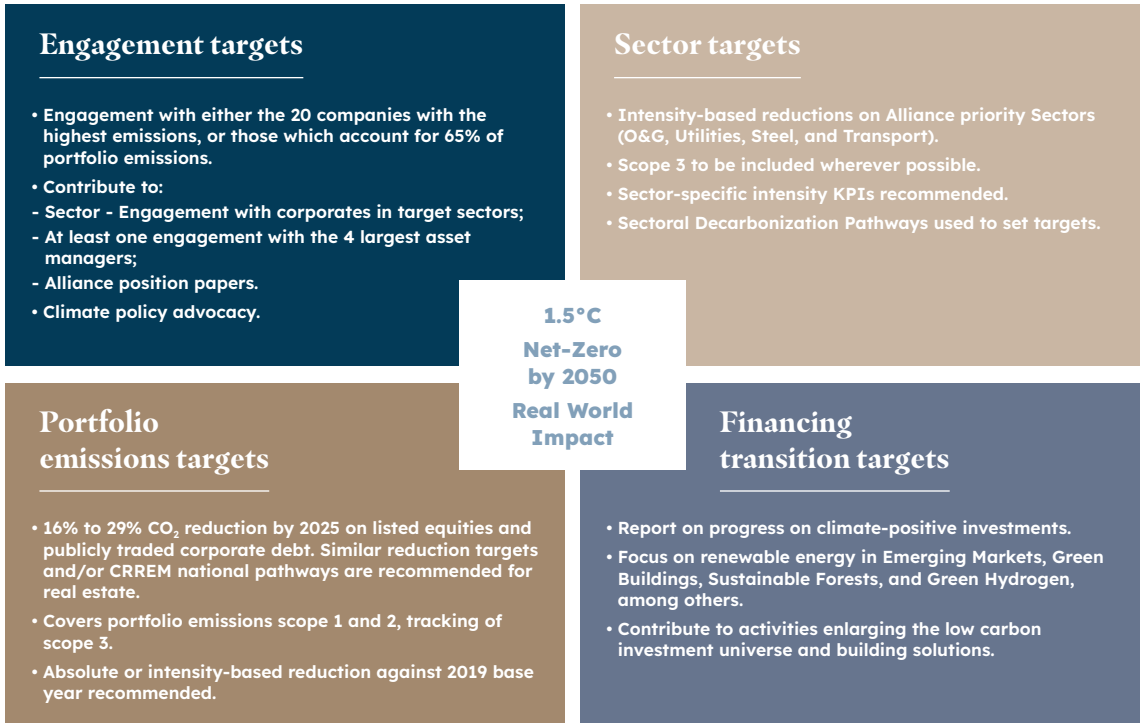 Engagement targets
• Engagement with either the 20 companies with the
highest emissions, or those which account for 65% of
portfolio emissions.
• Contribute to:
- Sector - Engagement with corporates in target sectors;
- At least one engagement with the 4 largest asset
managers;
- Alliance position papers.
• Climate policy advocacy.
Sector targets
• Intensity-based reductions on Alliance priority Sectors
(O&G, Utilities, Steel, and Transport).
• Scope 3 to be included wherever possible.
• Sector-specific intensity KPIs recommended.
• Sectoral Decarbonization Pathways used to set targets.
1.5°C
Net-Zero
by 2050
Real World
Impact
Portfolio
emissions targets
• 16% to 29% CO₂ reduction by 2025 on listed equities and
publicly traded corporate debt. Similar reduction targets
and/or CRREM national pathways are recommended for
real estate.
• Covers portfolio emissions scope 1 and 2, tracking of
scope 3.
• Absolute or intensity-based reduction against 2019 base
year recommended.
Financing
transition targets
• Report on progress on climate-positive investments.
• Focus on renewable energy in Emerging Markets, Green
Buildings, Sustainable Forests, and Green Hydrogen,
among others.
• Contribute to activities enlarging the low carbon
investment universe and building solutions.